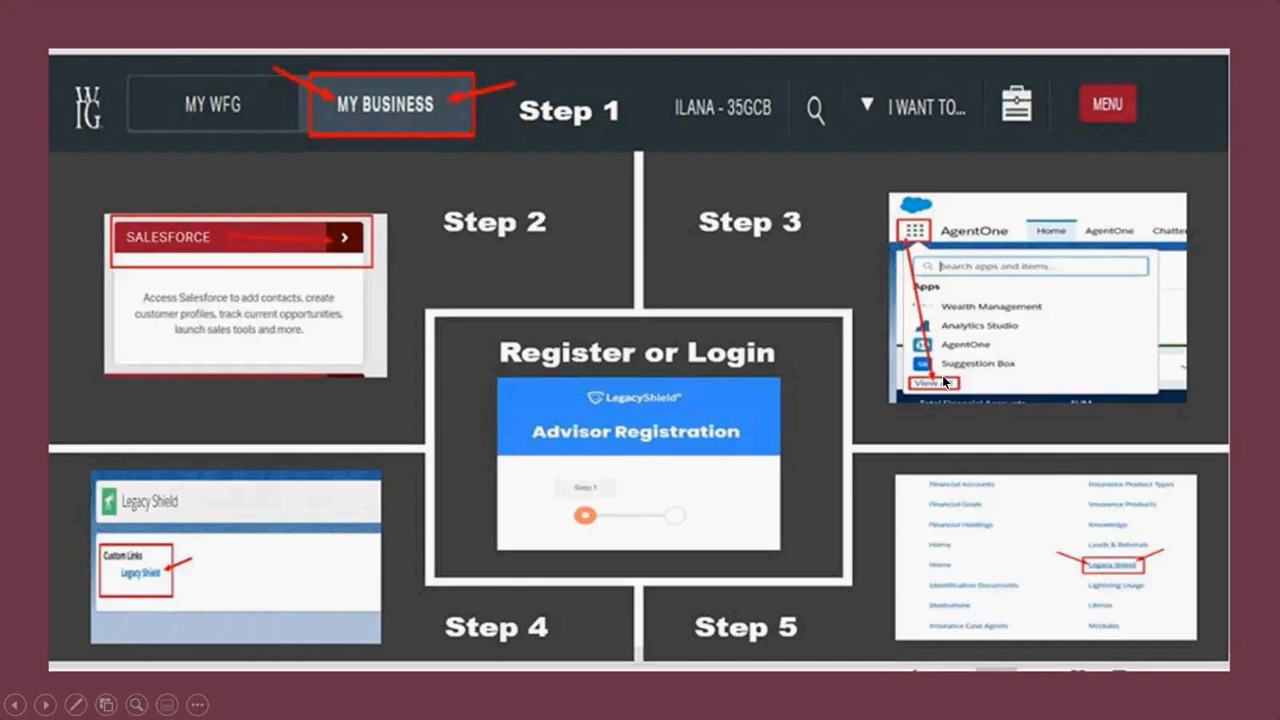 WFG
MY WFG
MY BUSINESS
Step 1
ILANA - 35GCB
I WANT TO...
MENU
Step 2
SALESFORCE
Access Salesforce to add contacts, create
customer profiles, track current opportunities,
launch sales tools and more.
Step 3
AgentOne
Home
AgentOne
Chatter
Search apps and items...
Apps
Wealth Management
Analytics Studio
AgentOne
Suggestion Box
View
Register or Login
LegacyShield
Advisor Registration
Step 1
Legacy Shield
Custom Links
Legacy Shield
Step 4
Step 5
Financial Accounts
Financial Goals
Financial Holdings
Home
Home
Identification Documents
Illustrations
Insurance Case Agents
Insurance Product Types
Insurance Products
Knowledge
Leads & Referrals
Legacy Shield
Lightning Usage
Modules